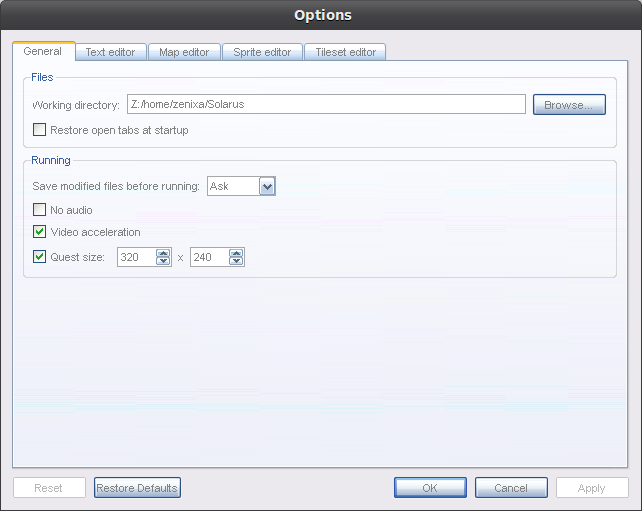 Options
General Text editor Map editor Sprite editor Tileset editor
Files
Working directory: Z:/home/zenixa/Solarus Browse...
Restore open tabs at startup
Running
Save modified files before running: Ask
No audio
Video acceleration
Quest size: 320 x 240
Reset Restore Defaults OK Cancel Apply